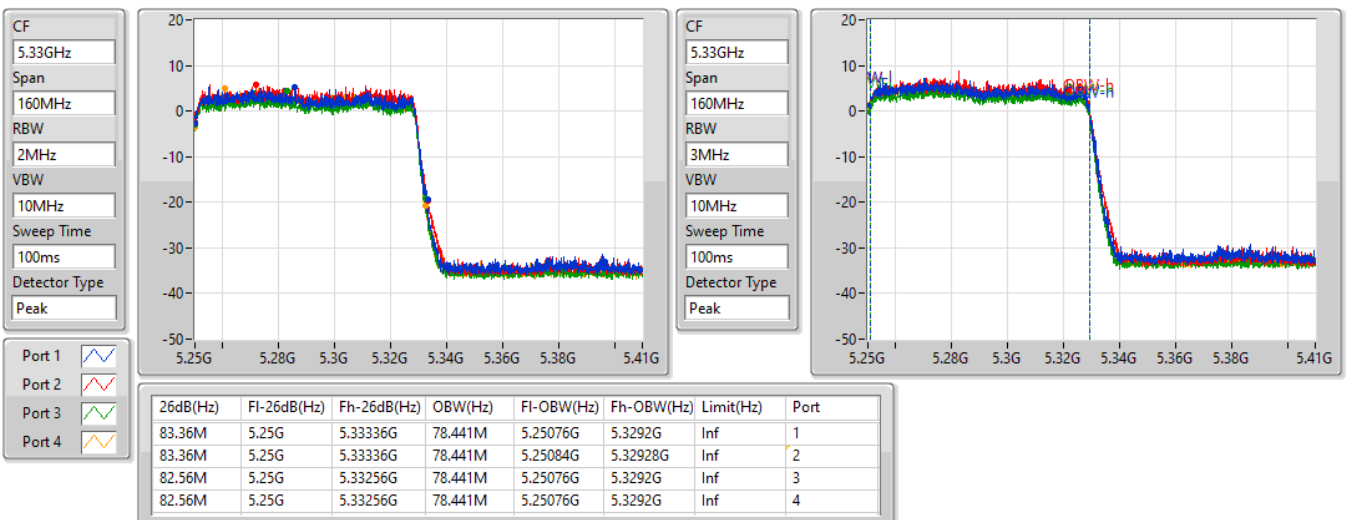 CF
5.33GHz
Span
160MHz
RBW
2MHz
VBW
10MHz
Sweep Time
100ms
Detector Type
Peak
20
10
0
-10
-20
-30
-40
-50
5.25G 5.28G 5.3G 5.32G 5.34G 5.36G 5.38G 5.41G
CF
5.33GHz
Span
160MHz
RBW
3MHz
VBW
10MHz
Sweep Time
100ms
Detector Type
Peak
20
10
0
-10
-20
-30
-40
-50
OBW-h
5.25G 5.28G 5.3G 5.32G 5.34G 5.36G 5.38G 5.41G
Port 1
Port 2
Port 3
Port 4
26dB(Hz) Fl-26dB(Hz) Fh-26dB(Hz) OBW(Hz) Fl-OBW(Hz) Fh-OBW(Hz) Limit(Hz) Port
83.36M 5.25G 5.33336G 78.441M 5.25076G 5.3292G Inf 1
83.36M 5.25G 5.33336G 78.441M 5.25084G 5.32928G Inf 2
82.56M 5.25G 5.33256G 78.441M 5.25076G 5.3292G Inf 3
82.56M 5.25G 5.33256G 78.441M 5.25076G 5.3292G Inf 4